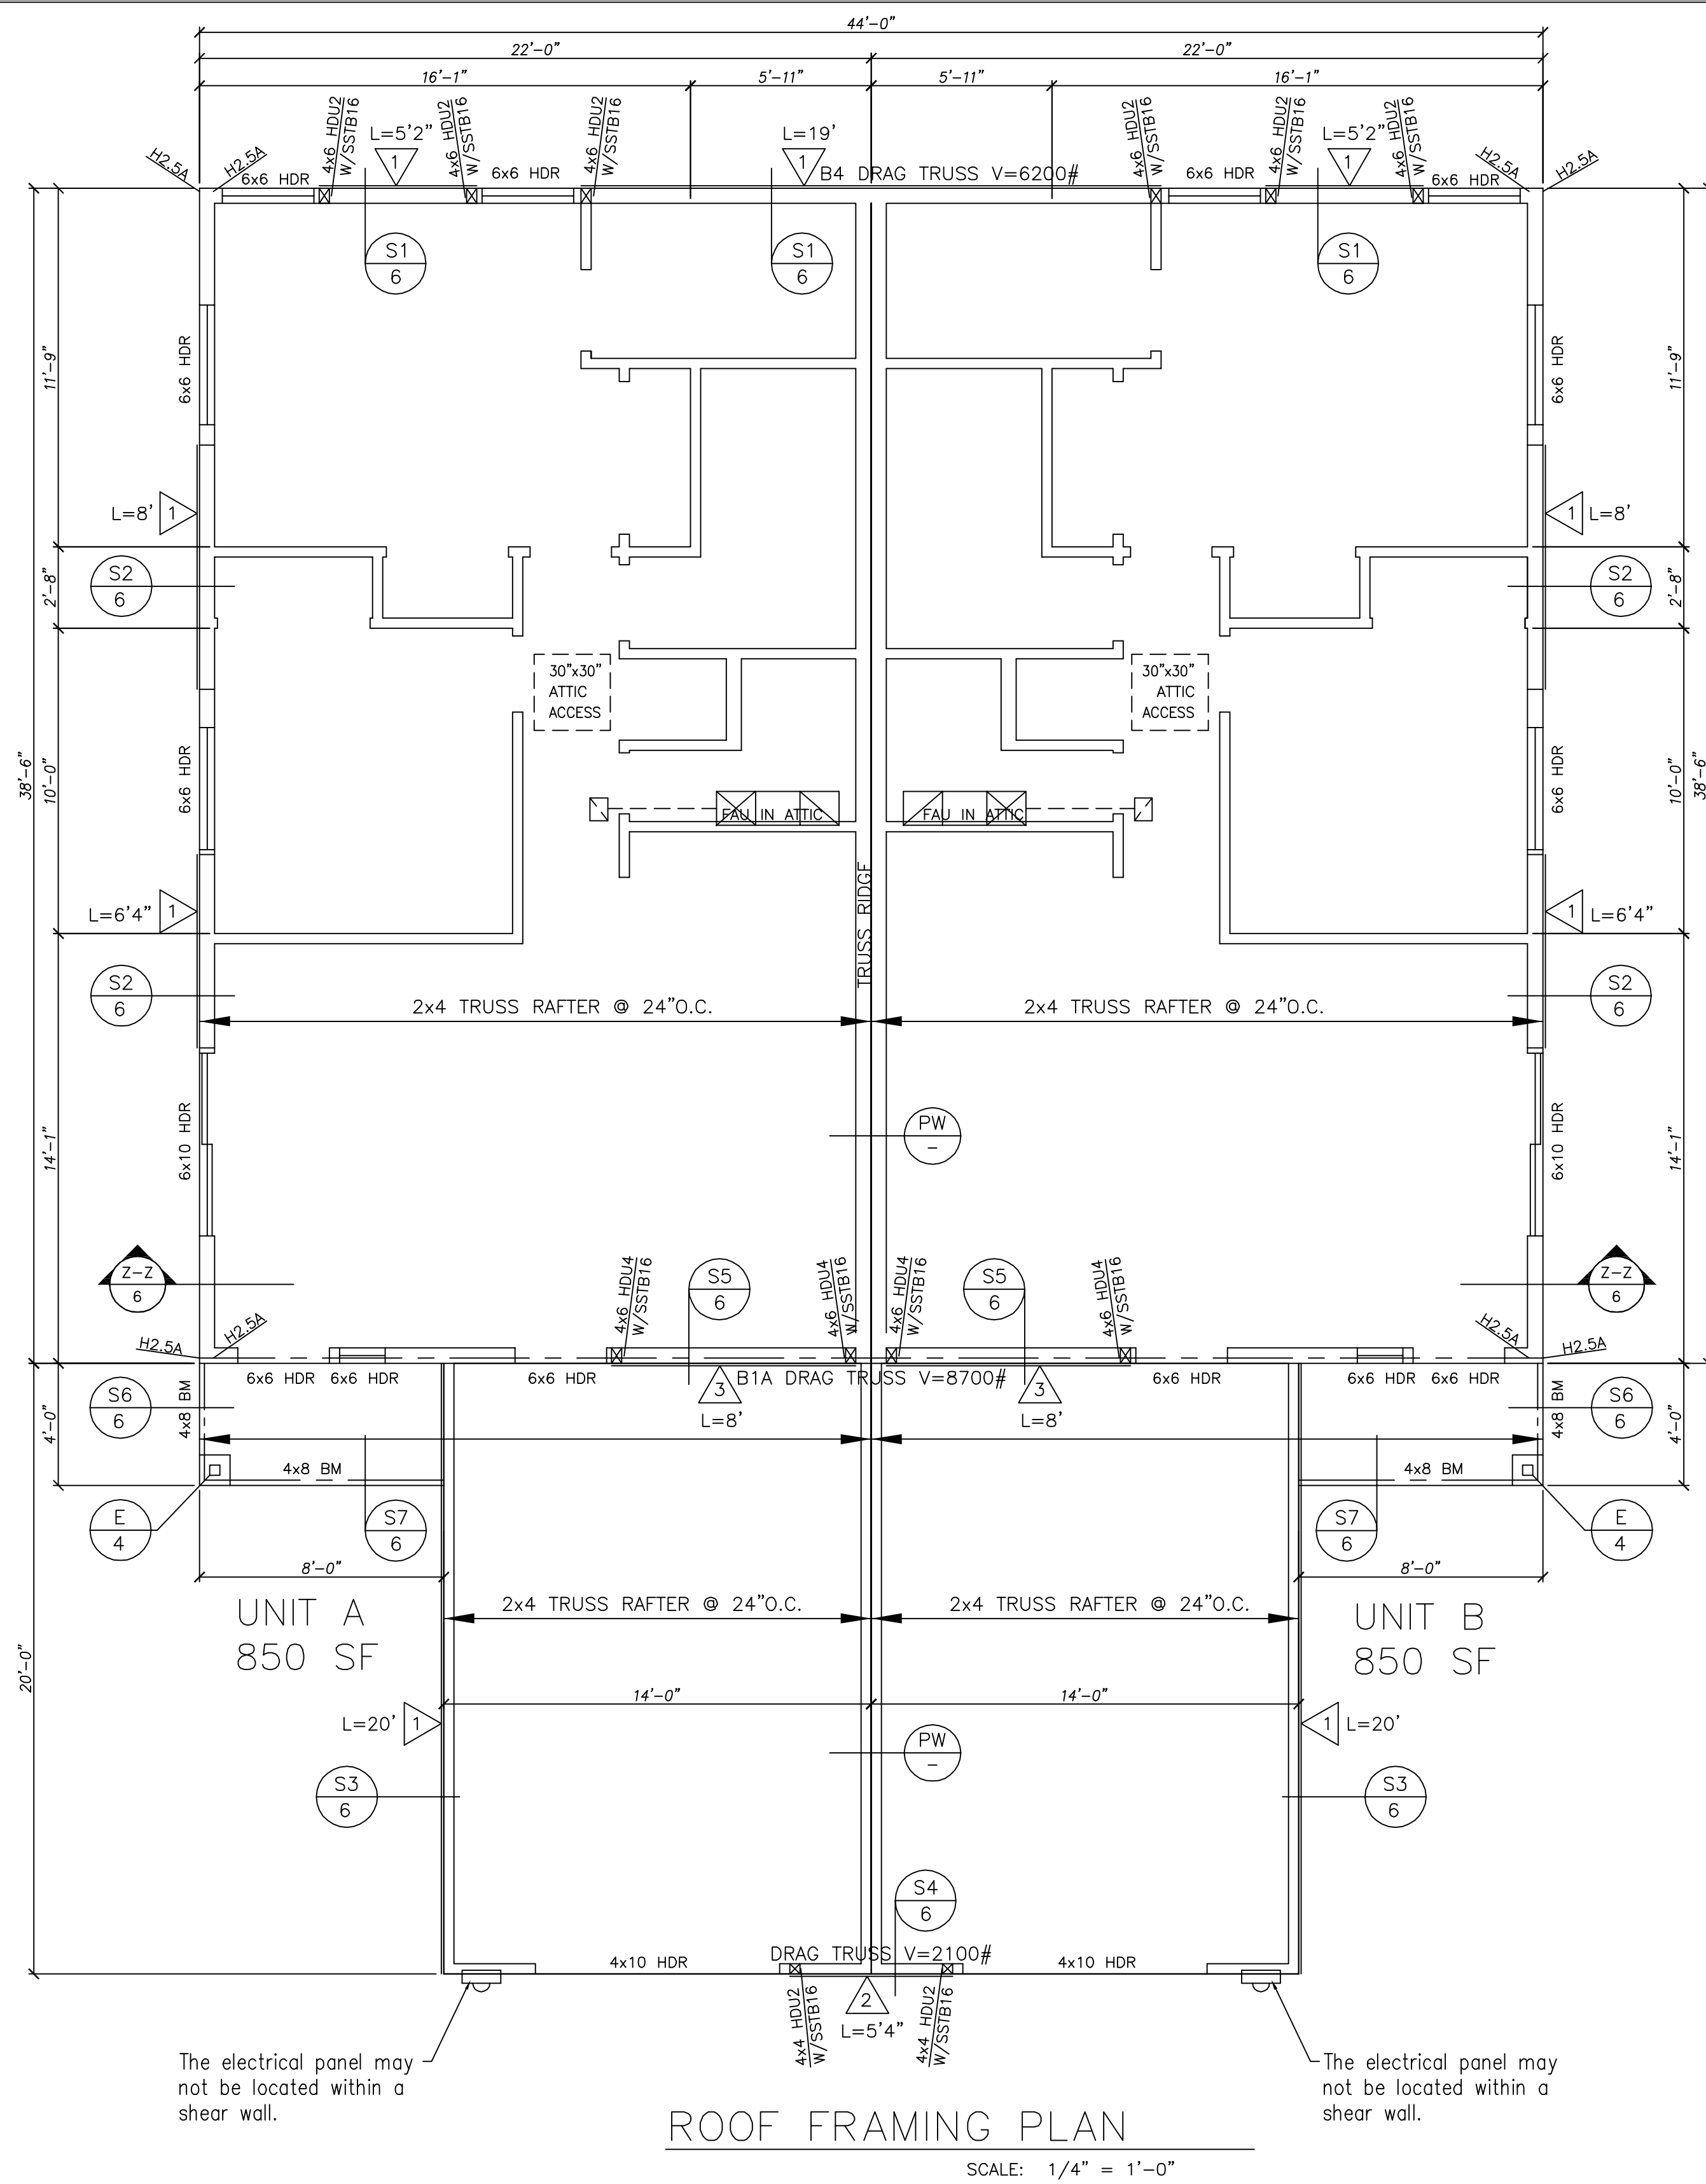 44'-0"
22'-0" 22'-0"
16'-1" 5'-11" 5'-11" 16'-1"
4x6 HDU2
W/SSTB16
4x6 HDU2
W/SSTB16
4x6 HDU2
W/SSTB16
4x6 HDU2
W/SSTB16
4x6 HDU2
W/SSTB16
4x6 HDU2
W/SSTB16
L=5'2" L=19' L=5'2"
1 1 1
H2.5A H2.5A H2.5A H2.5A
6x6 HDR 6x6 HDR B4 DRAG TRUSS V=6200# 6x6 HDR 6x6 HDR
S1 S1 S1
6 6 6
11'-9" 6x6 HDR 6x6 HDR 11'-9"
L=8' 1 1 L=8'
S2 S2
6 6
2'-8" 2'-8"
30"x30" 30"x30"
ATTIC ATTIC
ACCESS ACCESS
38'-6" 10'-0" 6x6 HDR 6x6 HDR 10'-0" 38'-6"
FAU IN ATTIC FAU IN ATTIC
TRUSS RIDGE
L=6'4" 1 1 L=6'4"
S2 S2
6 6
2x4 TRUSS RAFTER @ 24"O.C. 2x4 TRUSS RAFTER @ 24"O.C.
14'-1" 6x10 HDR 6x10 HDR 14'-1"
PW
–
Z-Z Z-Z
6 6
4x6 HDU4
W/SSTB16
4x6 HDU4
W/SSTB16
4x6 HDU4
W/SSTB16
4x6 HDU4
W/SSTB16
S5 S5
6 6
H2.5A H2.5A H2.5A H2.5A
6x6 HDR 6x6 HDR 6x6 HDR B1A DRAG TRUSS V=8700# 6x6 HDR 6x6 HDR 6x6 HDR
3 3
L=8' L=8'
S6 S6
6 6
4'-0" 4x8 BM 4x8 BM 4'-0"
4x8 BM 4x8 BM
E S7 S7 E
4 6 6 4
8'-0" 8'-0"
2x4 TRUSS RAFTER @ 24"O.C. 2x4 TRUSS RAFTER @ 24"O.C.
UNIT A
850 SF
UNIT B
850 SF
20'-0"
14'-0" 14'-0"
L=20' 1 1 L=20'
PW
–
S3 S3
6 6
S4
6
DRAG TRUSS V=2100#
4x10 HDR 4x10 HDR
2
L=5'4"
4x4 HDU2
W/SSTB16
4x4 HDU2
W/SSTB16
The electrical panel may
not be located within a
shear wall.
The electrical panel may
not be located within a
shear wall.
ROOF FRAMING PLAN
SCALE: 1/4" = 1'-0"